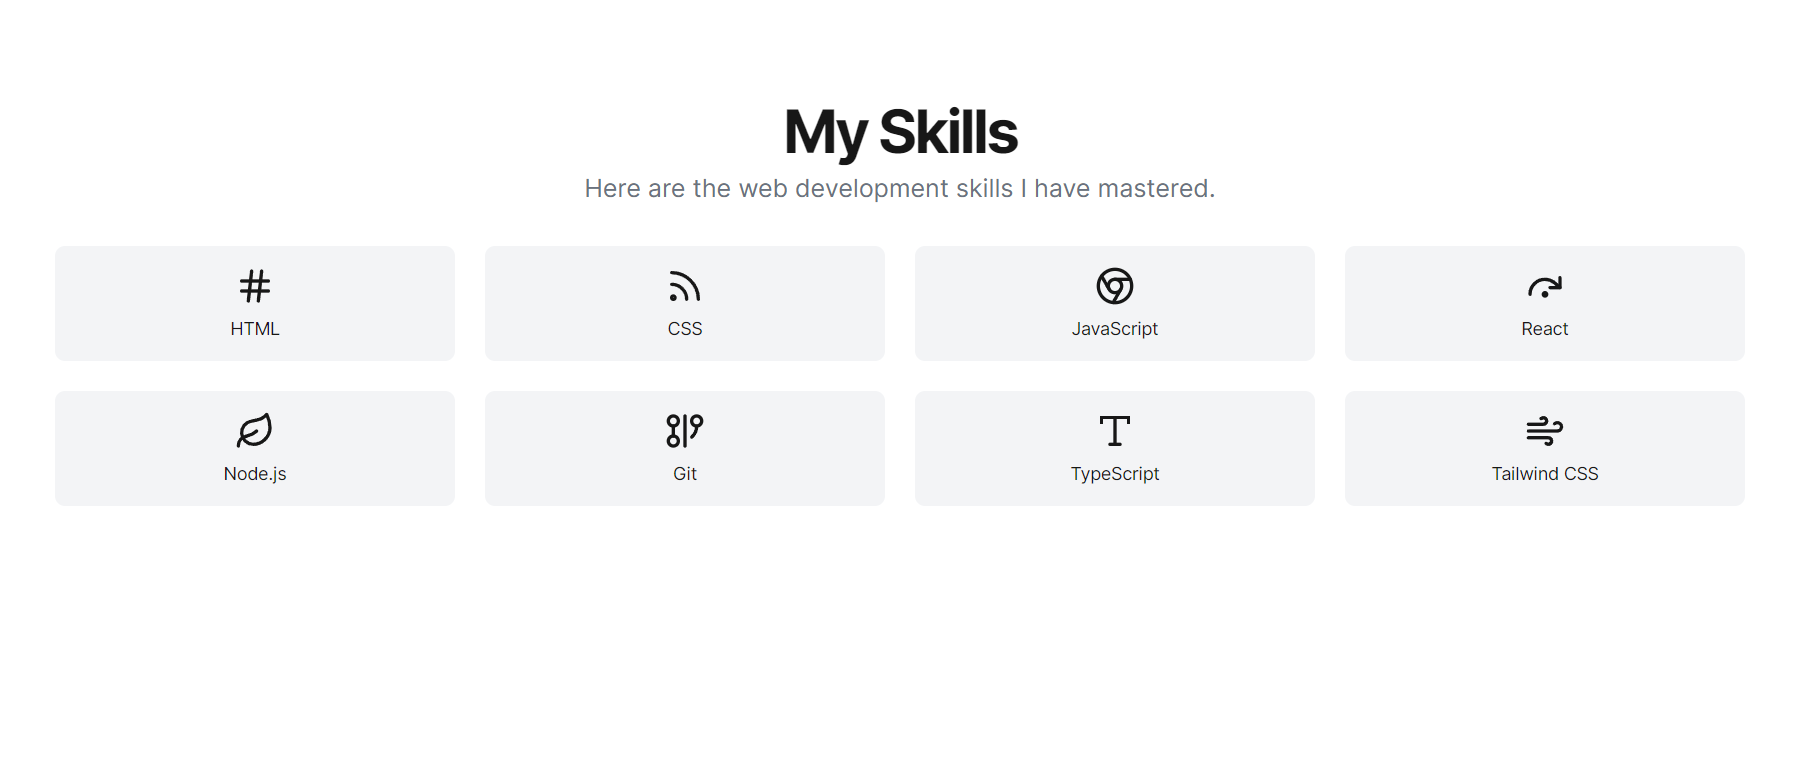 My Skills
Here are the web development skills I have mastered.
HTML
CSS
JavaScript
React
Node.js
Git
TypeScript
Tailwind CSS